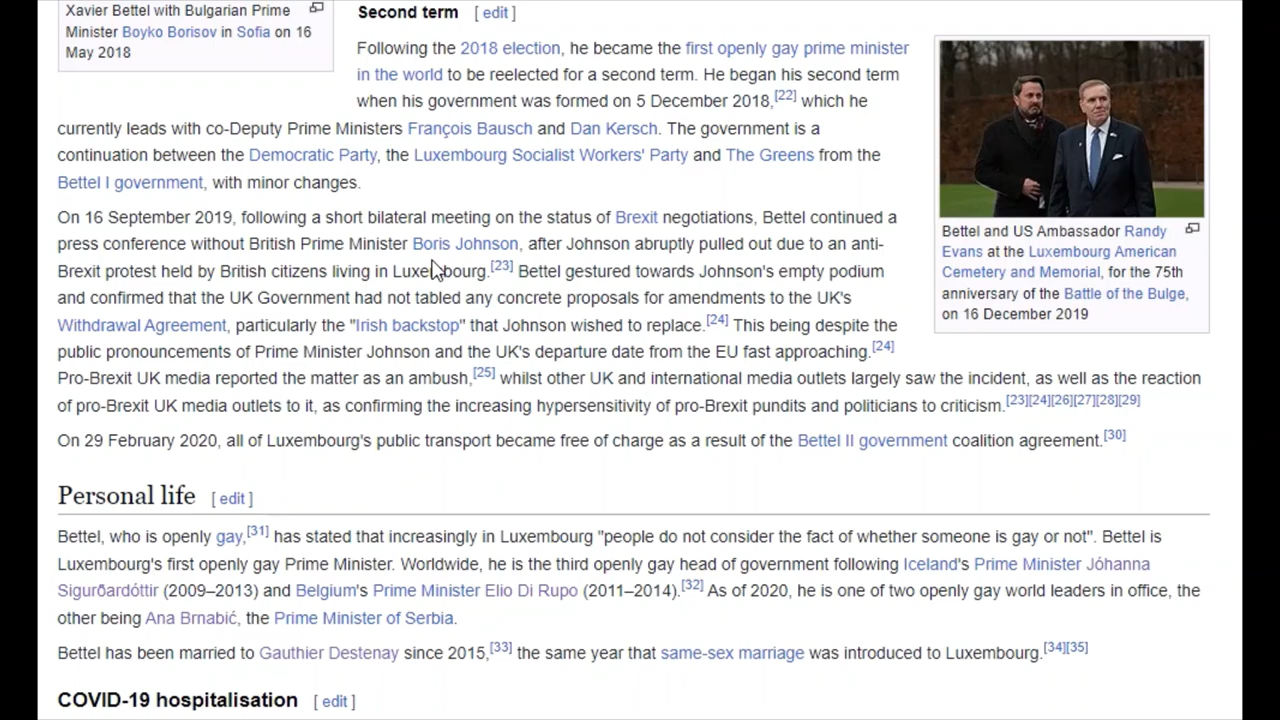 Xavier Bettel with Bulgarian Prime
Minister Boyko Borisov in Sofia on 16
May 2018
Second term [ edit ]
Following the 2018 election, he became the first openly gay prime minister
in the world to be reelected for a second term. He began his second term
when his government was formed on 5 December 2018,[22] which he
currently leads with co-Deputy Prime Ministers François Bausch and Dan Kersch. The government is a
continuation between the Democratic Party, the Luxembourg Socialist Workers' Party and The Greens from the
Bettel I government, with minor changes.
On 16 September 2019, following a short bilateral meeting on the status of Brexit negotiations, Bettel continued a
press conference without British Prime Minister Boris Johnson, after Johnson abruptly pulled out due to an anti-
Brexit protest held by British citizens living in Luxembourg.[23] Bettel gestured towards Johnson's empty podium
and confirmed that the UK Government had not tabled any concrete proposals for amendments to the UK's
Withdrawal Agreement, particularly the "Irish backstop" that Johnson wished to replace.[24] This being despite the
public pronouncements of Prime Minister Johnson and the UK's departure date from the EU fast approaching.[24]
Pro-Brexit UK media reported the matter as an ambush,[25] whilst other UK and international media outlets largely saw the incident, as well as the reaction
of pro-Brexit UK media outlets to it, as confirming the increasing hypersensitivity of pro-Brexit pundits and politicians to criticism.[23][24][26][27][28][29]
On 29 February 2020, all of Luxembourg's public transport became free of charge as a result of the Bettel II government coalition agreement.[30]
Bettel and US Ambassador Randy
Evans at the Luxembourg American
Cemetery and Memorial, for the 75th
anniversary of the Battle of the Bulge,
on 16 December 2019
Personal life [ edit ]
Bettel, who is openly gay,[31] has stated that increasingly in Luxembourg "people do not consider the fact of whether someone is gay or not". Bettel is
Luxembourg's first openly gay Prime Minister. Worldwide, he is the third openly gay head of government following Iceland's Prime Minister Jóhanna
Sigurðardóttir (2009–2013) and Belgium's Prime Minister Elio Di Rupo (2011–2014).[32] As of 2020, he is one of two openly gay world leaders in office, the
other being Ana Brnabić, the Prime Minister of Serbia.
Bettel has been married to Gauthier Destenay since 2015,[33] the same year that same-sex marriage was introduced to Luxembourg.[34][35]
COVID-19 hospitalisation [ edit ]